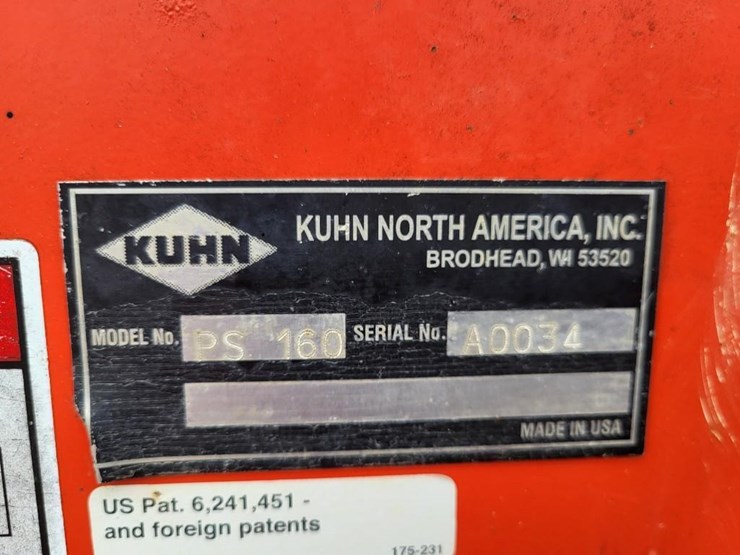 KUHN
KUHN NORTH AMERICA, INC.
BRODHEAD, WI 53520
MODEL No. PS 160 SERIAL No. A0034
MADE IN USA
US Pat. 6,241,451 -
and foreign patents
175-231